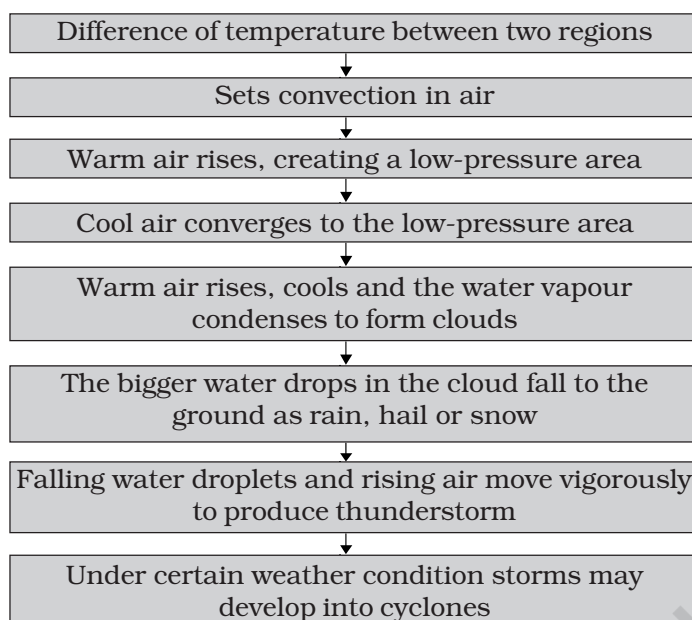 Difference of temperature between two regions
Sets convection in air
Warm air rises, creating a low-pressure area
Cool air converges to the low-pressure area
Warm air rises, cools and the water vapour
condenses to form clouds
The bigger water drops in the cloud fall to the
ground as rain, hail or snow
Falling water droplets and rising air move vigorously
to produce thunderstorm
Under certain weather condition storms may
develop into cyclones